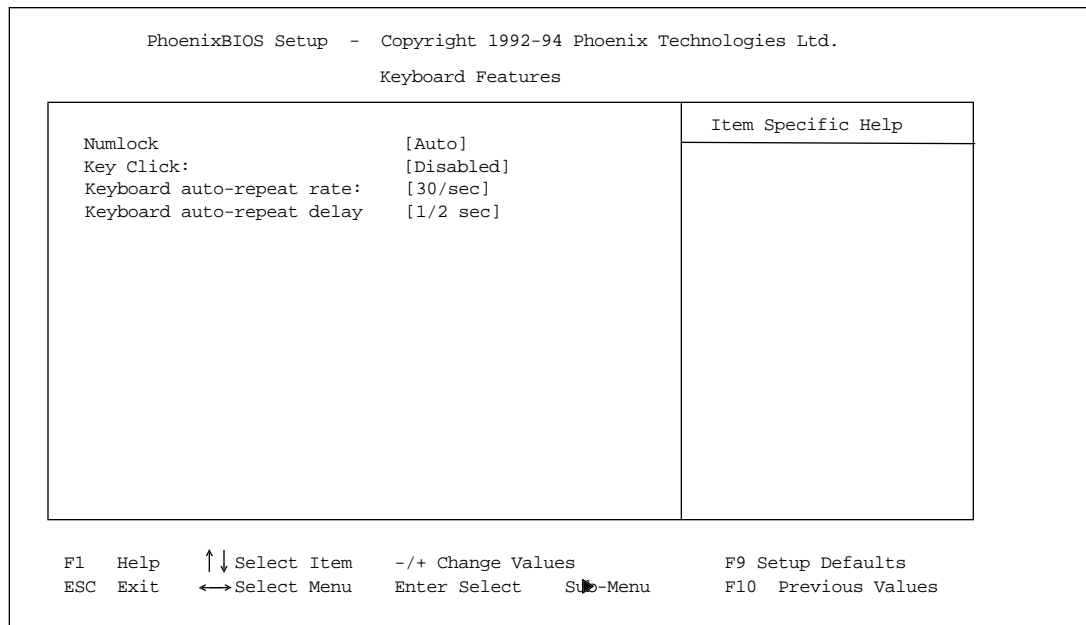 PhoenixBIOS Setup - Copyright 1992-94 Phoenix Technologies Ltd.
Keyboard Features
Item Specific Help
Numlock [Auto]
Key Click: [Disabled]
Keyboard auto-repeat rate: [30/sec]
Keyboard auto-repeat delay [1/2 sec]
F1 Help ↑↓ Select Item -/+ Change Values F9 Setup Defaults
ESC Exit ↔ Select Menu Enter Select Sub-Menu F10 Previous Values